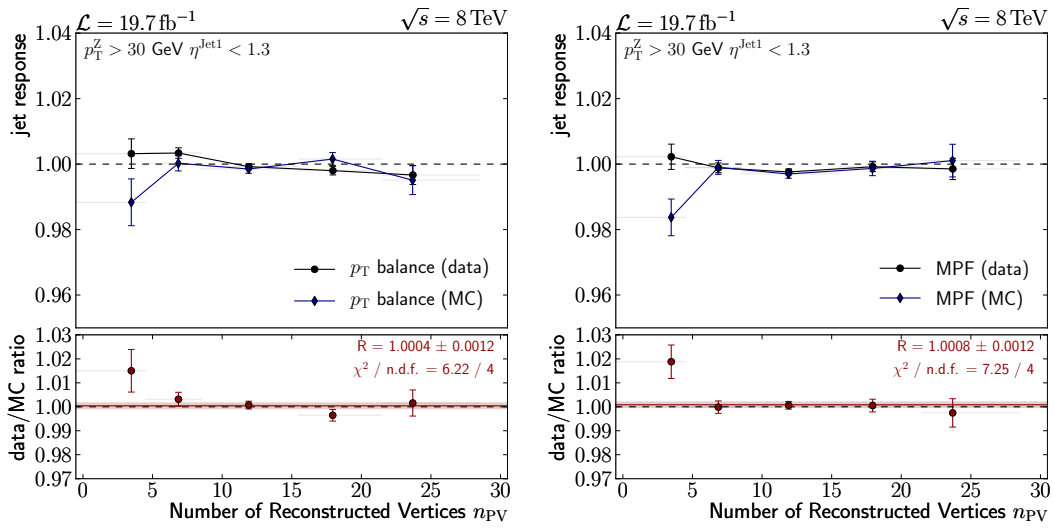 ℒ = 19.7 fb⁻¹ √s = 8 TeV
p_T^Z > 30 GeV η^Jet1 < 1.3
jet response
1.04
1.02
1.00
0.98
0.96
p_T balance (data)
p_T balance (MC)
data/MC ratio
1.03
1.02
1.01
1.00
0.99
0.98
0.97
R = 1.0004 ± 0.0012
χ² / n.d.f. = 6.22 / 4
0 5 10 15 20 25 30
Number of Reconstructed Vertices n_PV
ℒ = 19.7 fb⁻¹ √s = 8 TeV
p_T^Z > 30 GeV η^Jet1 < 1.3
jet response
1.04
1.02
1.00
0.98
0.96
MPF (data)
MPF (MC)
data/MC ratio
1.03
1.02
1.01
1.00
0.99
0.98
0.97
R = 1.0008 ± 0.0012
χ² / n.d.f. = 7.25 / 4
0 5 10 15 20 25 30
Number of Reconstructed Vertices n_PV